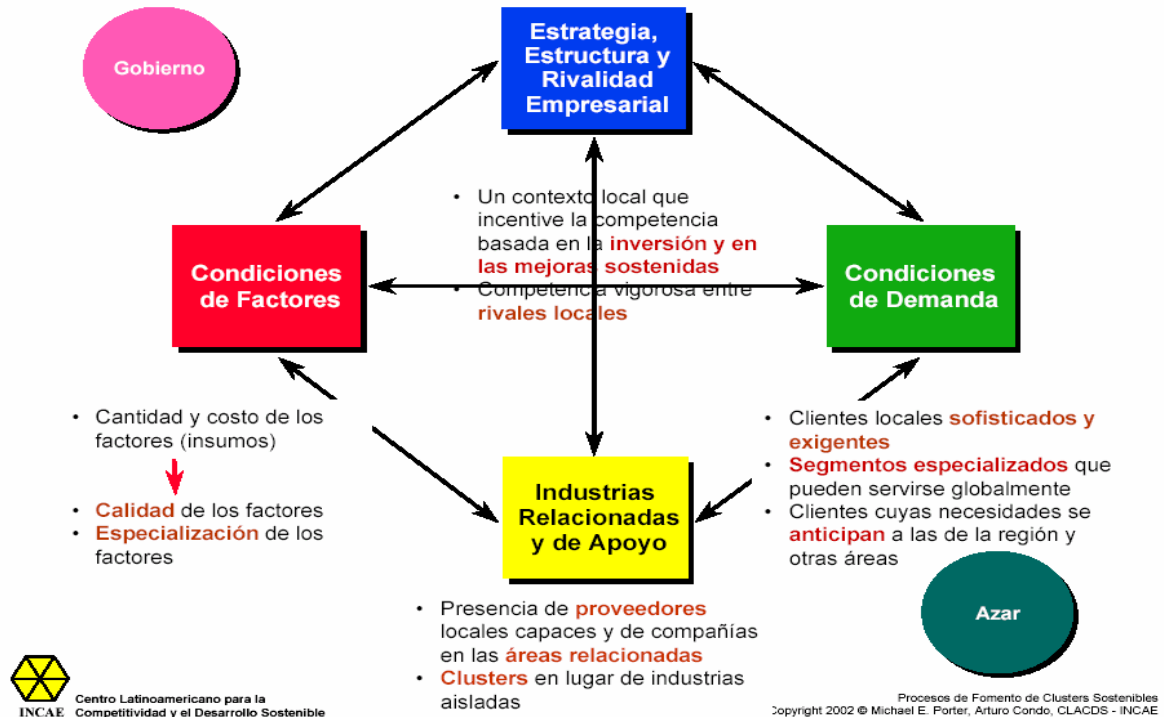 Gobierno
Estrategia,
Estructura y
Rivalidad
Empresarial
• Un contexto local que
incentive la competencia
basada en la inversión y en
las mejoras sostenidas
• Competencia vigorosa entre
rivales locales
Condiciones
de Factores
Condiciones
de Demanda
• Cantidad y costo de los
factores (insumos)
• Calidad de los factores
• Especialización de los
factores
• Clientes locales sofisticados y
exigentes
• Segmentos especializados que
pueden servirse globalmente
• Clientes cuyas necesidades se
anticipan a las de la región y
otras áreas
Industrias
Relacionadas
y de Apoyo
• Presencia de proveedores
locales capaces y de compañías
en las áreas relacionadas
• Clusters en lugar de industrias
aisladas
Azar
INCAE
Centro Latinoamericano para la
Competitividad y el Desarrollo Sostenible
Procesos de Fomento de Clusters Sostenibles
opyright 2002 © Michael E. Porter, Arturo Condo, CLACDS - INCAE